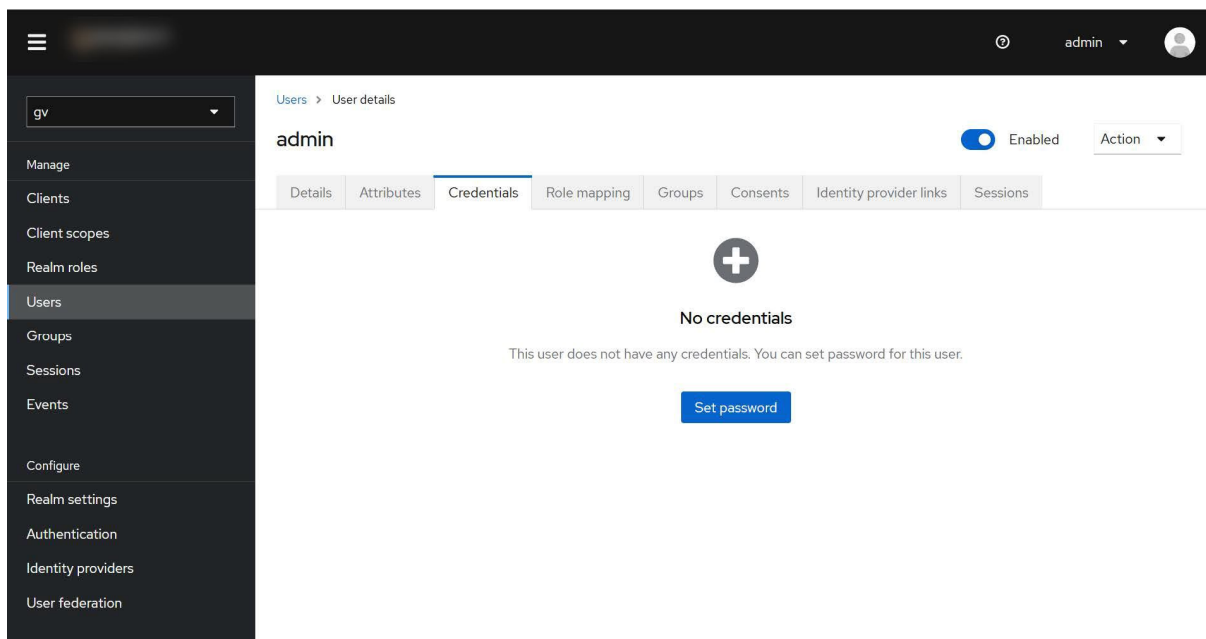 admin
gv
Manage
Clients
Client scopes
Realm roles
Users
Groups
Sessions
Events
Configure
Realm settings
Authentication
Identity providers
User federation
Users > User details
admin
Enabled
Action
Details Attributes Credentials Role mapping Groups Consents Identity provider links Sessions
No credentials
This user does not have any credentials. You can set password for this user.
Set password